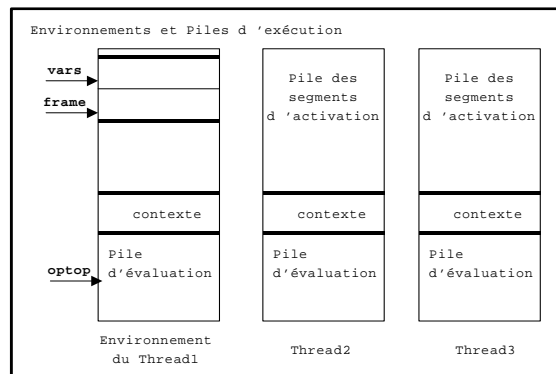 Environnements et Piles d 'exécution
vars
frame
optop
contexte
Pile
d'évaluation
Environnement
du Thread1
Pile des
segments
d 'activation
contexte
Pile
d'évaluation
Thread2
Pile des
segments
d 'activation
contexte
Pile
d'évaluation
Thread3